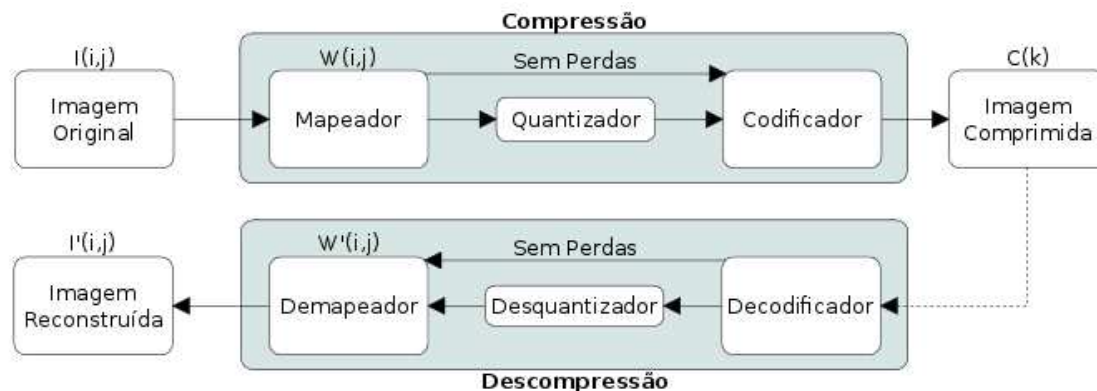 Compressão
I(i,j)
W(i,j)
Sem Perdas
C(k)
Imagem
Original
Mapeador
Quantizador
Codificador
Imagem
Comprimida
I'(i,j)
W'(i,j)
Sem Perdas
Imagem
Reconstruída
Demapeador
Desquantizador
Decodificador
Descompressão